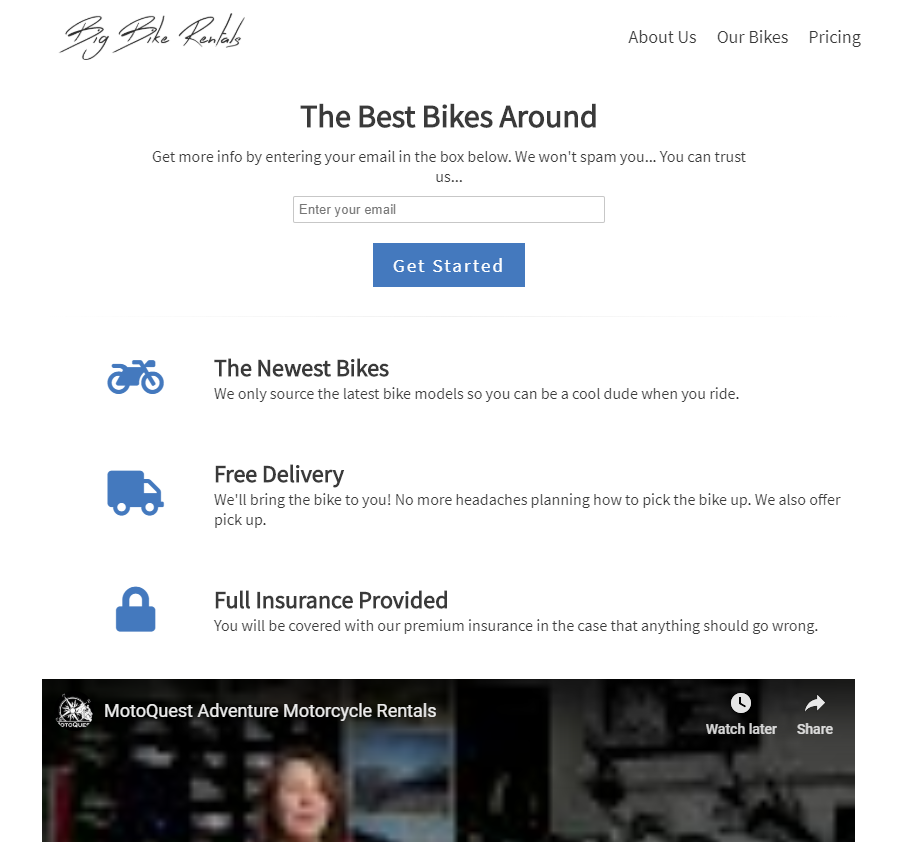 Big Bike Rentals
About Us Our Bikes Pricing
The Best Bikes Around
Get more info by entering your email in the box below. We won't spam you... You can trust
us...
Enter your email
Get Started
The Newest Bikes
We only source the latest bike models so you can be a cool dude when you ride.
Free Delivery
We'll bring the bike to you! No more headaches planning how to pick the bike up. We also offer
pick up.
Full Insurance Provided
You will be covered with our premium insurance in the case that anything should go wrong.
MOTOQUEST
MotoQuest Adventure Motorcycle Rentals
Watch later
Share